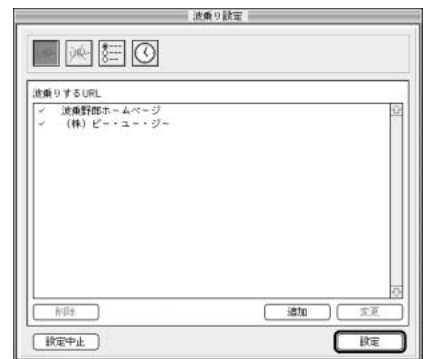 波乗り設定
波乗りするURL
✓ 波乗野郎ホームページ
✓ (株)ビー・ユー・ジー
削除
追加
変更
設定中止
設定